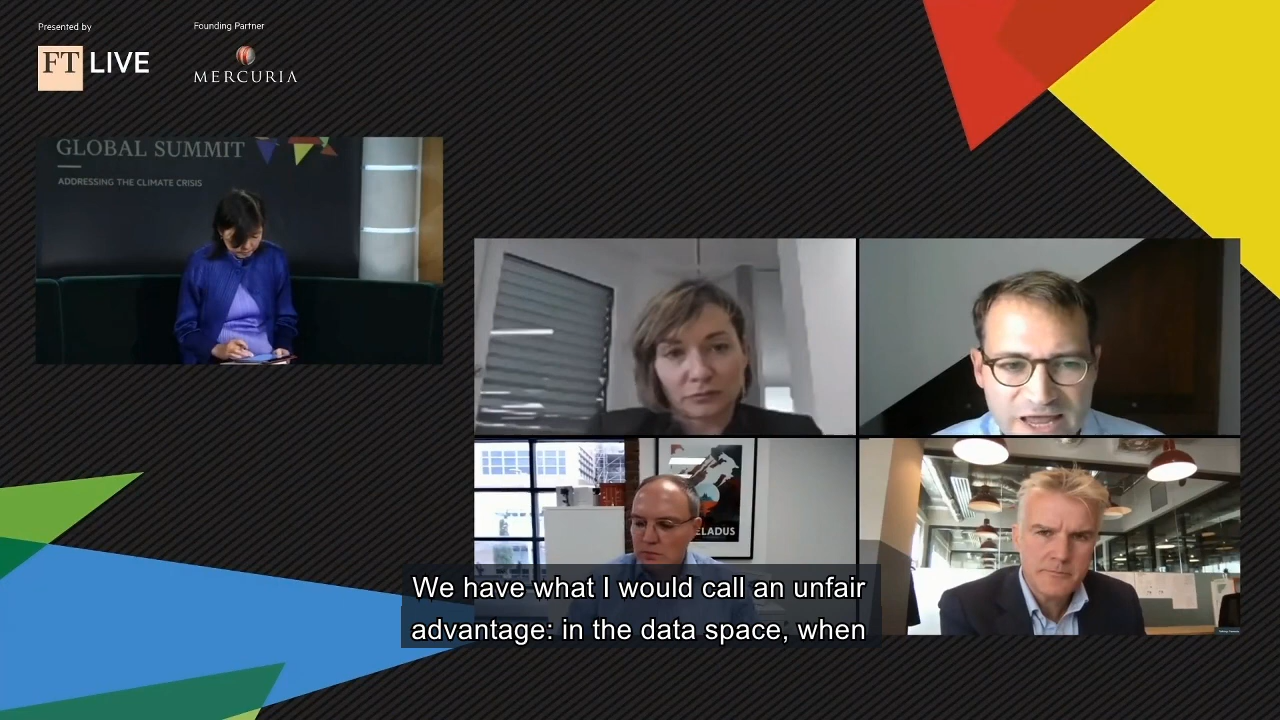 Presented by
FT LIVE
Founding Partner
MERCURIA
GLOBAL SUMMIT
ADDRESSING THE CLIMATE CRISIS
ELADUS
We have what I would call an unfair
advantage: in the data space, when